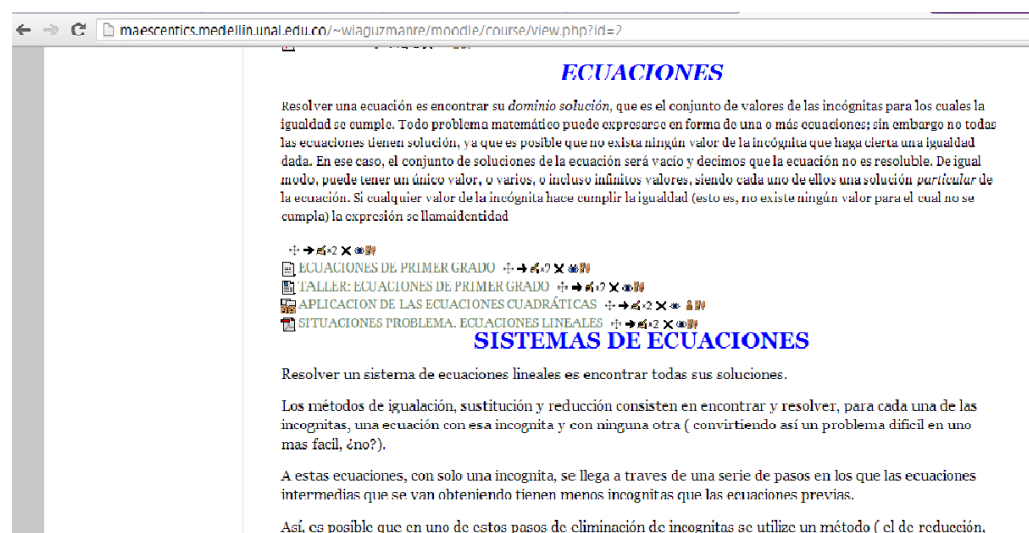 maescentics.medellin.unal.edu.co/~wiaguzmanre/moodle/course/view.php?id=2
ECUACIONES
Resolver una ecuación es encontrar su dominio solución, que es el conjunto de valores de las incógnitas para los cuales la
igualdad se cumple. Todo problema matemático puede expresarse en forma de una o más ecuaciones; sin embargo no todas
las ecuaciones tienen solución, ya que es posible que no exista ningún valor de la incógnita que haga cierta una igualdad
dada. En ese caso, el conjunto de soluciones de la ecuación será vacío y decimos que la ecuación no es resoluble. De igual
modo, puede tener un único valor, o varios, o incluso infinitos valores, siendo cada uno de ellos una solución particular de
la ecuación. Si cualquier valor de la incógnita hace cumplir la igualdad (esto es, no existe ningún valor para el cual no se
cumpla) la expresión se llamaidentidad
×2
ECUACIONES DE PRIMER GRADO ×2
TALLER: ECUACIONES DE PRIMER GRADO ×2
APLICACION DE LAS ECUACIONES CUADRÁTICAS ×2
SITUACIONES PROBLEMA. ECUACIONES LINEALES ×2
SISTEMAS DE ECUACIONES
Resolver un sistema de ecuaciones lineales es encontrar todas sus soluciones.
Los métodos de igualación, sustitución y reducción consisten en encontrar y resolver, para cada una de las
incognitas, una ecuación con esa incognita y con ninguna otra ( convirtiendo así un problema dificil en uno
mas facil, ¿no?).
A estas ecuaciones, con solo una incognita, se llega a traves de una serie de pasos en los que las ecuaciones
intermedias que se van obteniendo tienen menos incognitas que las ecuaciones previas.
Así, es posible que en uno de estos pasos de eliminación de incognitas se utilize un método ( el de reducción,